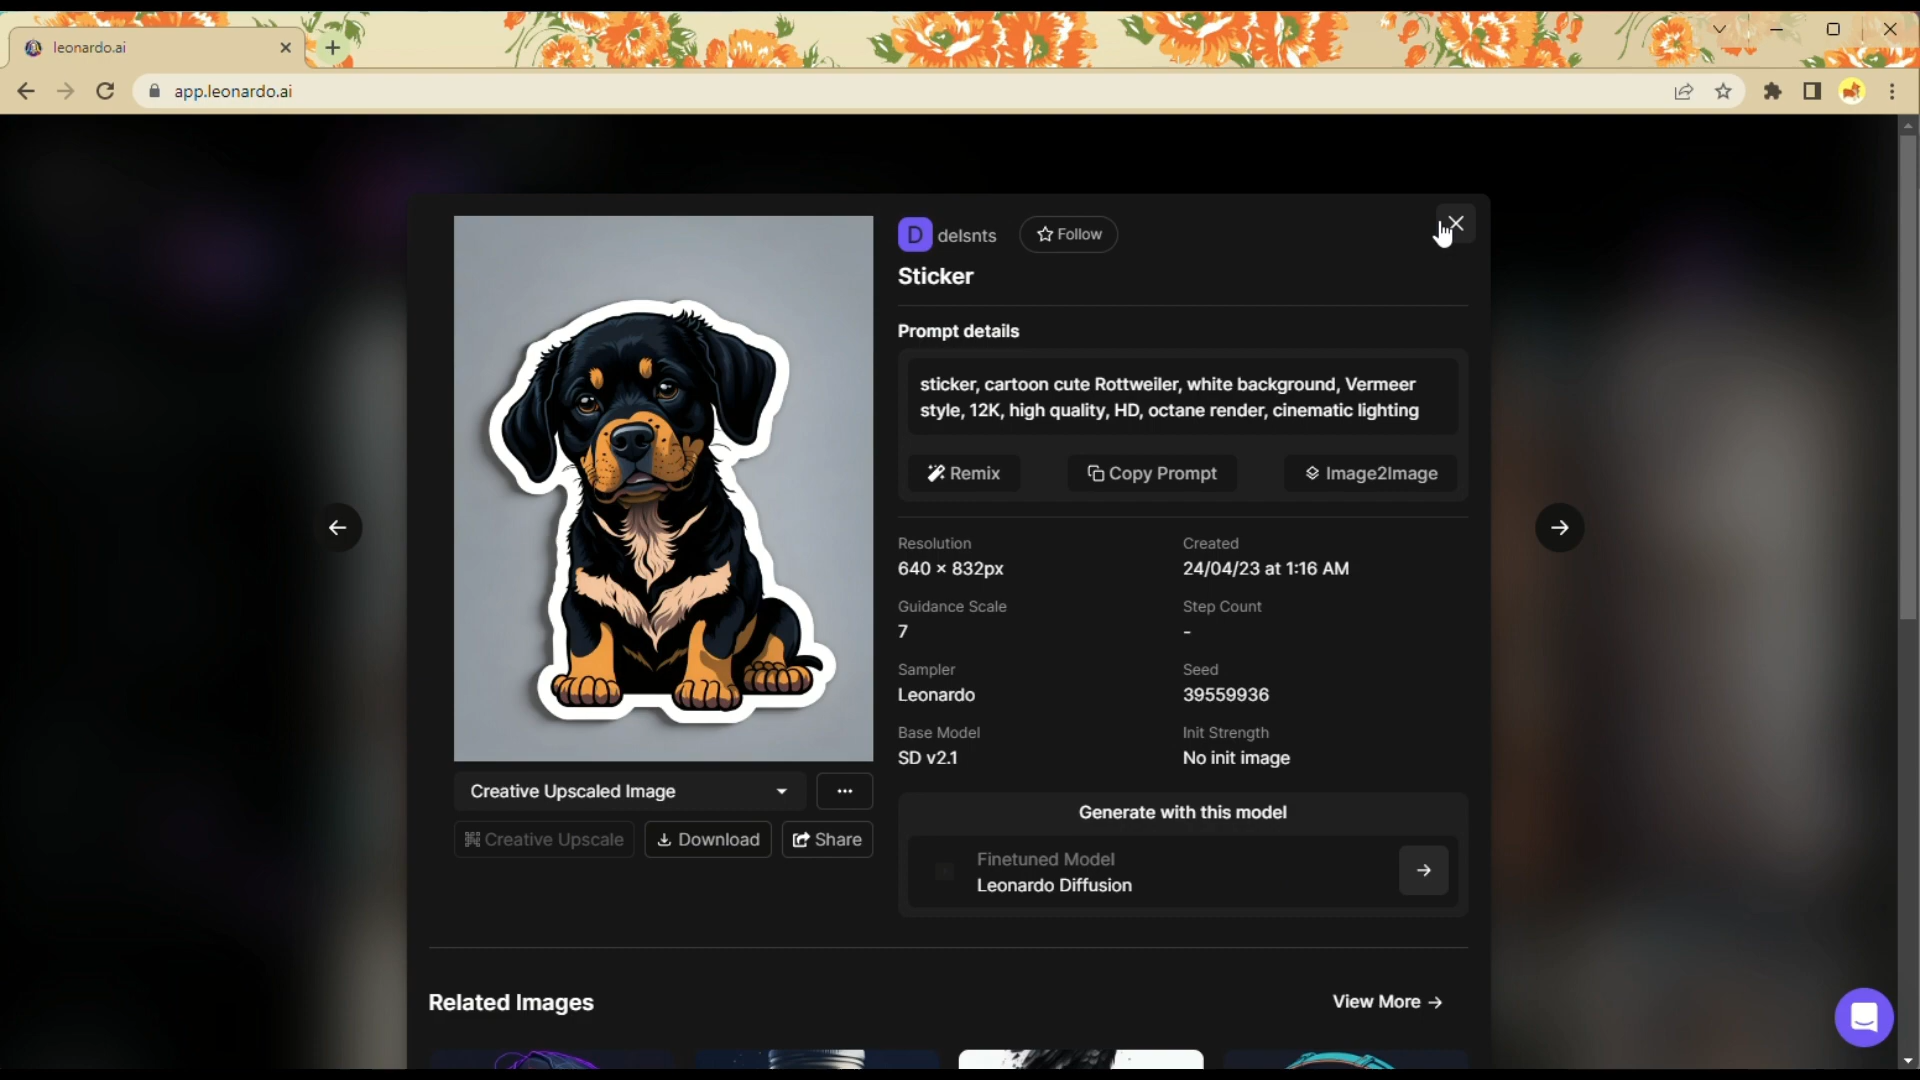 leonardo.ai
app.leonardo.ai
D delsnts Follow
Sticker
Prompt details
sticker, cartoon cute Rottweiler, white background, Vermeer
style, 12K, high quality, HD, octane render, cinematic lighting
Remix Copy Prompt Image2Image
Resolution Created
640 × 832px 24/04/23 at 1:16 AM
Guidance Scale Step Count
7 -
Sampler Seed
Leonardo 39559936
Base Model Init Strength
SD v2.1 No init image
Creative Upscaled Image
Generate with this model
Creative Upscale Download Share
Finetuned Model
Leonardo Diffusion
Related Images View More →